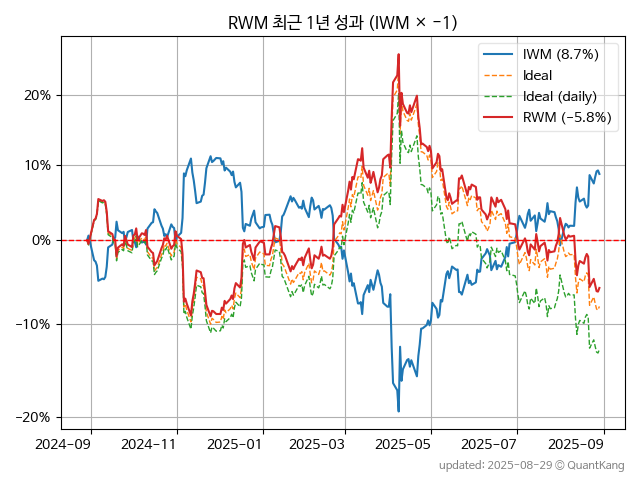 RWM 최근 1년 성과 (IWM × −1)
IWM (8.7%)
Ideal
Ideal (daily)
RWM (−5.8%)
20%
10%
0%
−10%
−20%
2024−09
2024−11
2025−01
2025−03
2025−05
2025−07
2025−09
updated: 2025−08−29 © QuantKang